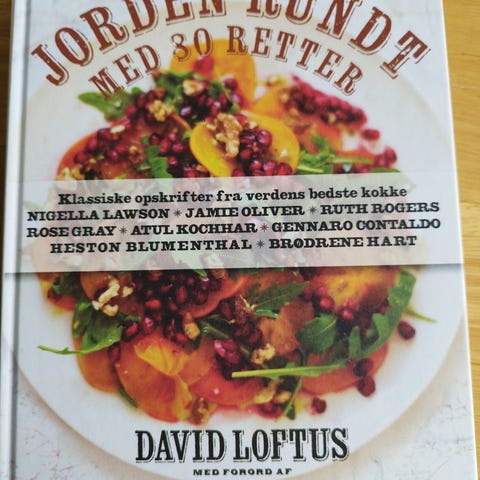 JORDEN RUNDT
MED 80 RETTER
Klassiske opskrifter fra verdens bedste kokke
NIGELLA LAWSON * JAMIE OLIVER * RUTH ROGERS
ROSE GRAY * ATUL KOCHHAR * GENNARO CONTALDO
HESTON BLUMENTHAL * BRØDRENE HART
DAVID LOFTUS
MED FORORD AF